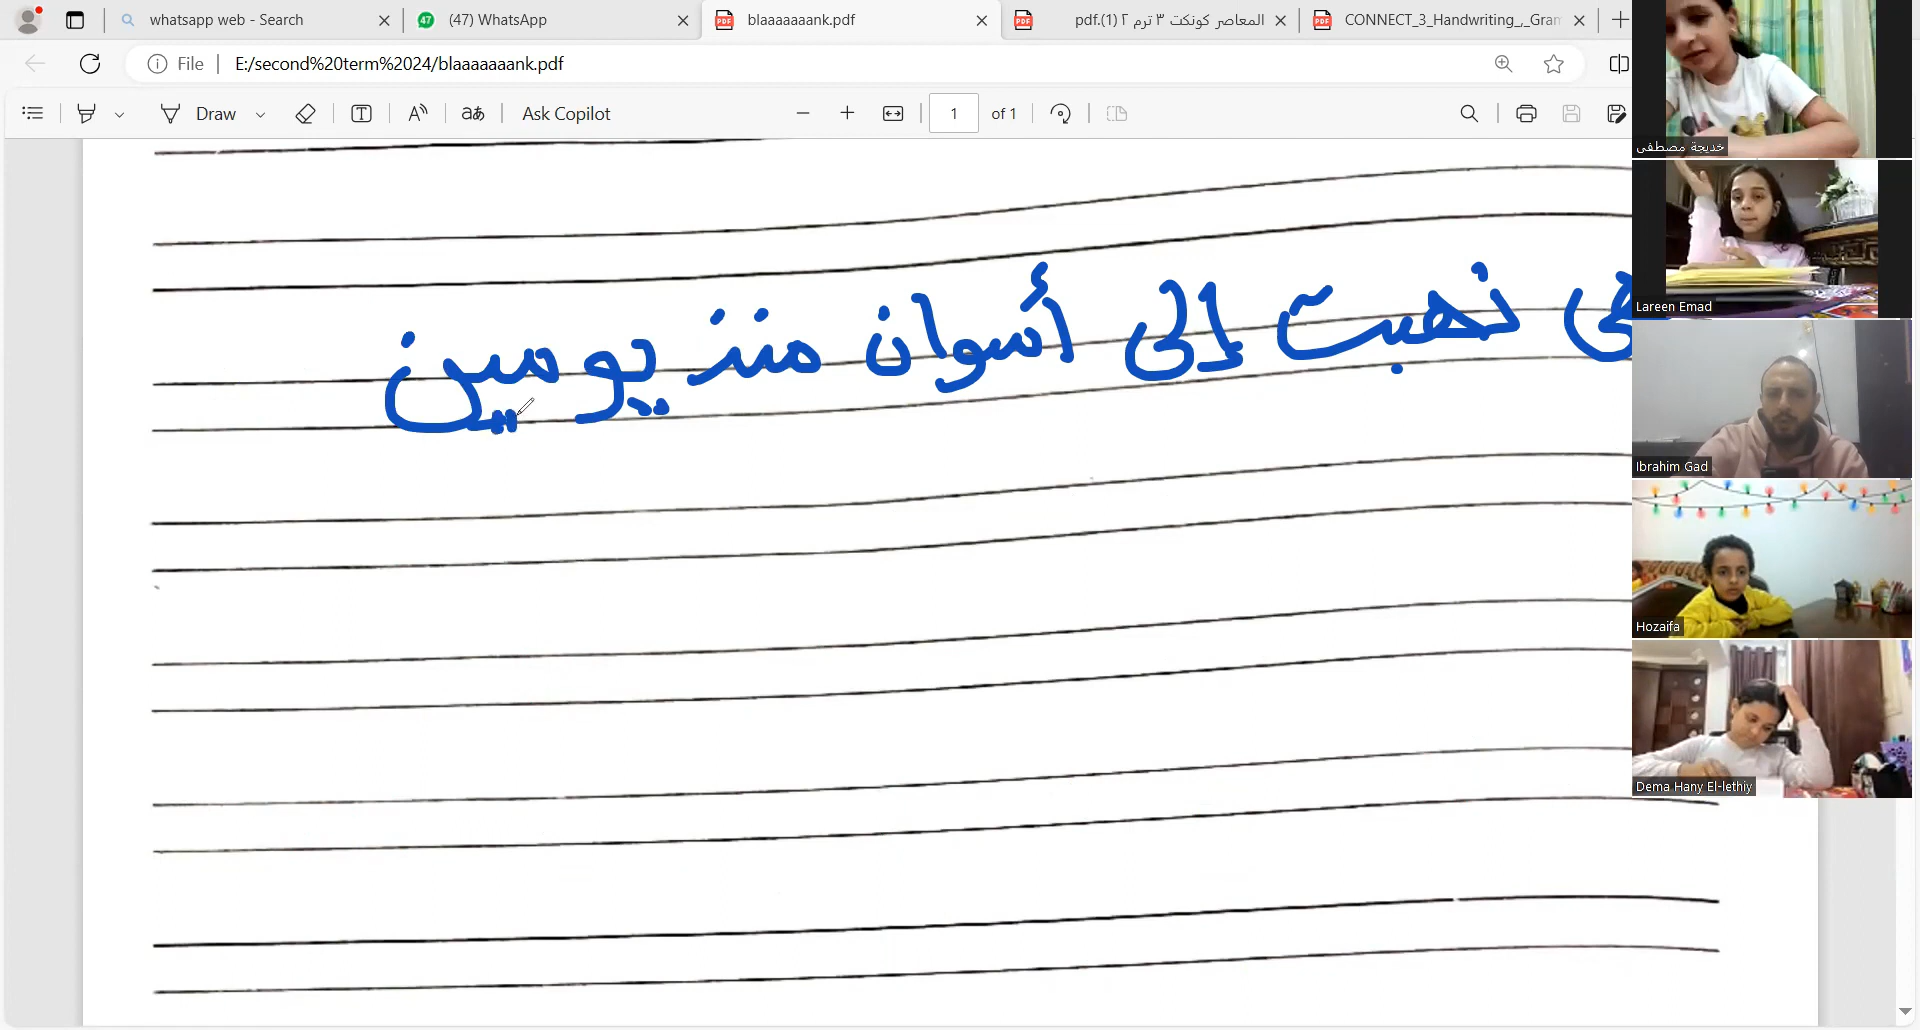 whatsapp web - Search
(47) WhatsApp
blaaaaaaank.pdf
المعاصر كونكت ٣ ترم ٢ (1).pdf
CONNECT_3_Handwriting_,_Gram
File
E:/second%20term%2024/blaaaaaaank.pdf
Draw
Ask Copilot
1 of 1
ذهبت إلى أسوان منذ يومين
خديجة مصطفى
Lareen Emad
Ibrahim Gad
Hozaifa
Dema Hany El-lethiy